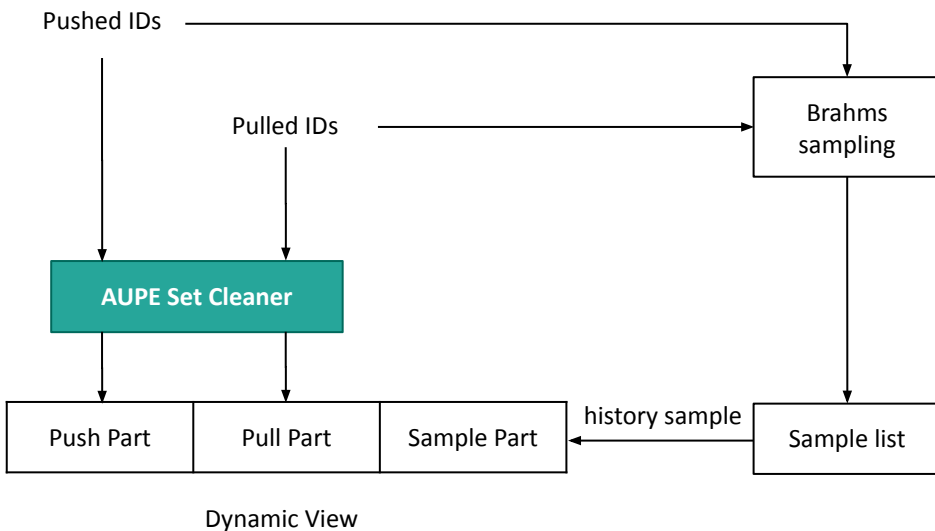 Pushed IDs
Pulled IDs
Brahms
sampling
AUPE Set Cleaner
Push Part
Pull Part
Sample Part
history sample
Sample list
Dynamic View